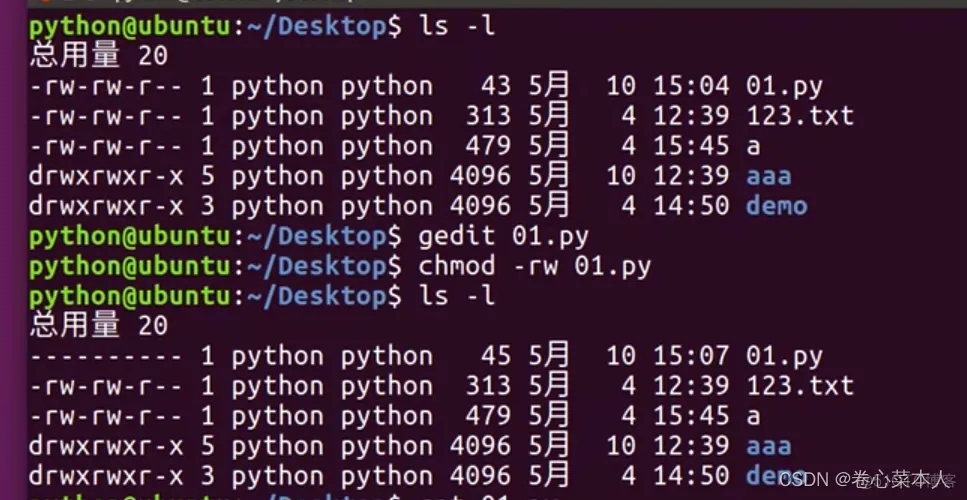 python@ubuntu:~/Desktop$ ls -l
总用量 20
-rw-rw-r-- 1 python python   43 5月  10 15:04 01.py
-rw-rw-r-- 1 python python  313 5月   4 12:39 123.txt
-rw-rw-r-- 1 python python  479 5月   4 15:45 a
drwxrwxr-x 5 python python 4096 5月  10 12:39 aaa
drwxrwxr-x 3 python python 4096 5月   4 14:50 demo
python@ubuntu:~/Desktop$ gedit 01.py
python@ubuntu:~/Desktop$ chmod -rw 01.py
python@ubuntu:~/Desktop$ ls -l
总用量 20
---------- 1 python python   45 5月  10 15:07 01.py
-rw-rw-r-- 1 python python  313 5月   4 12:39 123.txt
-rw-rw-r-- 1 python python  479 5月   4 15:45 a
drwxrwxr-x 5 python python 4096 5月  10 12:39 aaa
drwxrwxr-x 3 python python 4096 5月   4 14:50 demo
CSDN @卷心菜本人